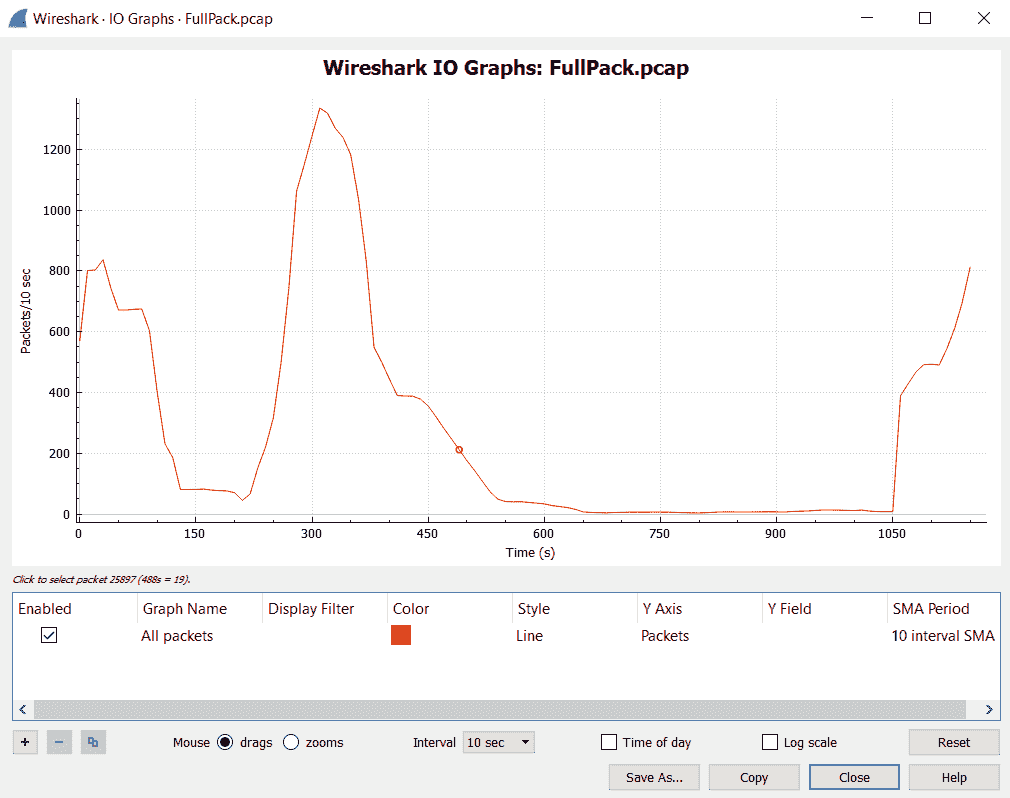 Wireshark · IO Graphs · FullPack.pcap
Wireshark IO Graphs: FullPack.pcap
Packets/10 sec
1200
1000
800
600
400
200
0
0 150 300 450 600 750 900 1050
Time (s)
Click to select packet 25897 (488s = 19).
Enabled Graph Name Display Filter Color Style Y Axis Y Field SMA Period
All packets Line Packets 10 interval SMA
Mouse drags zooms Interval 10 sec Time of day Log scale Reset
Save As... Copy Close Help